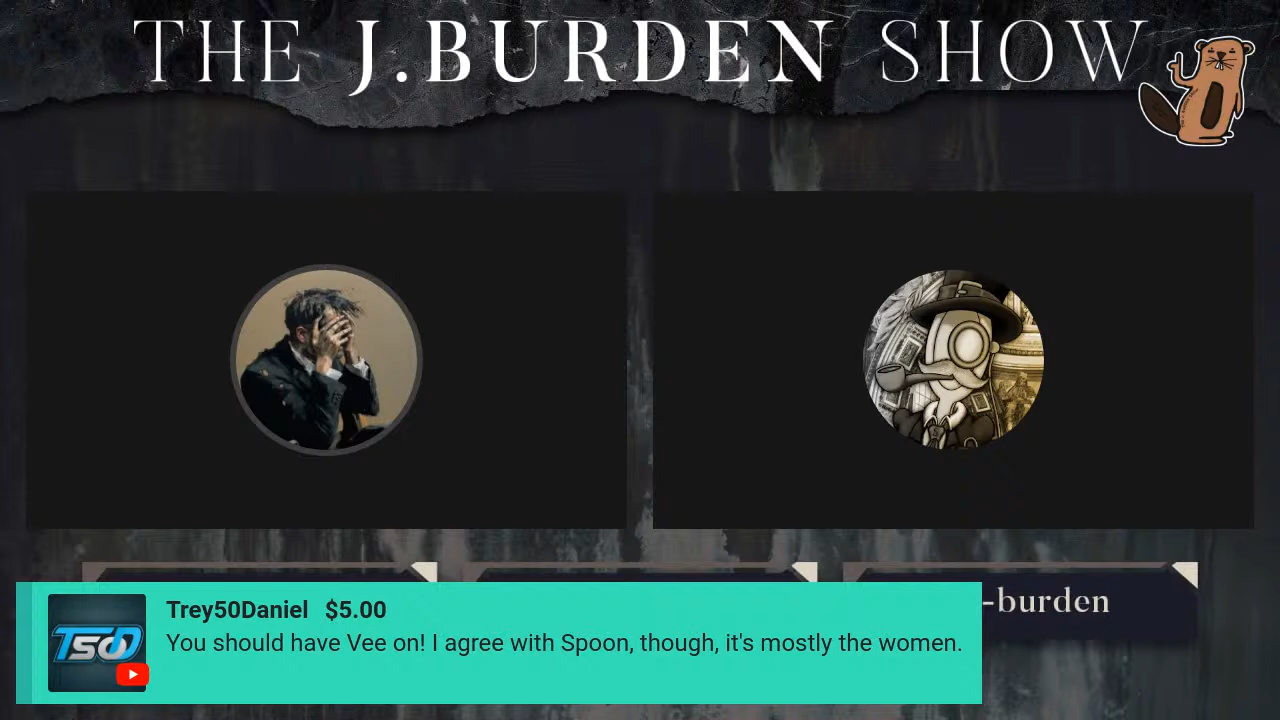 THE J.BURDEN SHOW
-burden
Trey50Daniel $5.00
You should have Vee on! I agree with Spoon, though, it's mostly the women.
T50D